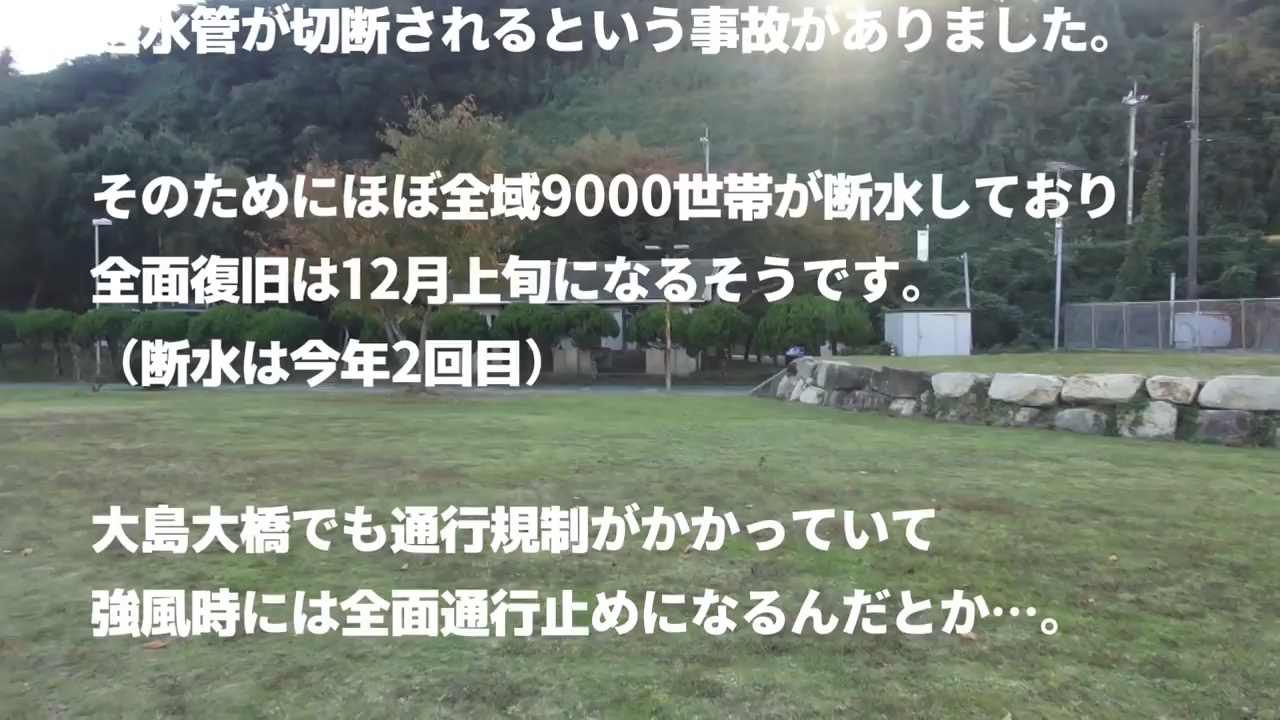 水管が切断されるという事故がありました。
そのためにほぼ全域9000世帯が断水しており
全面復旧は12月上旬になるそうです。
（断水は今年2回目）
大島大橋でも通行規制がかかっていて
強風時には全面通行止めになるんだとか…。